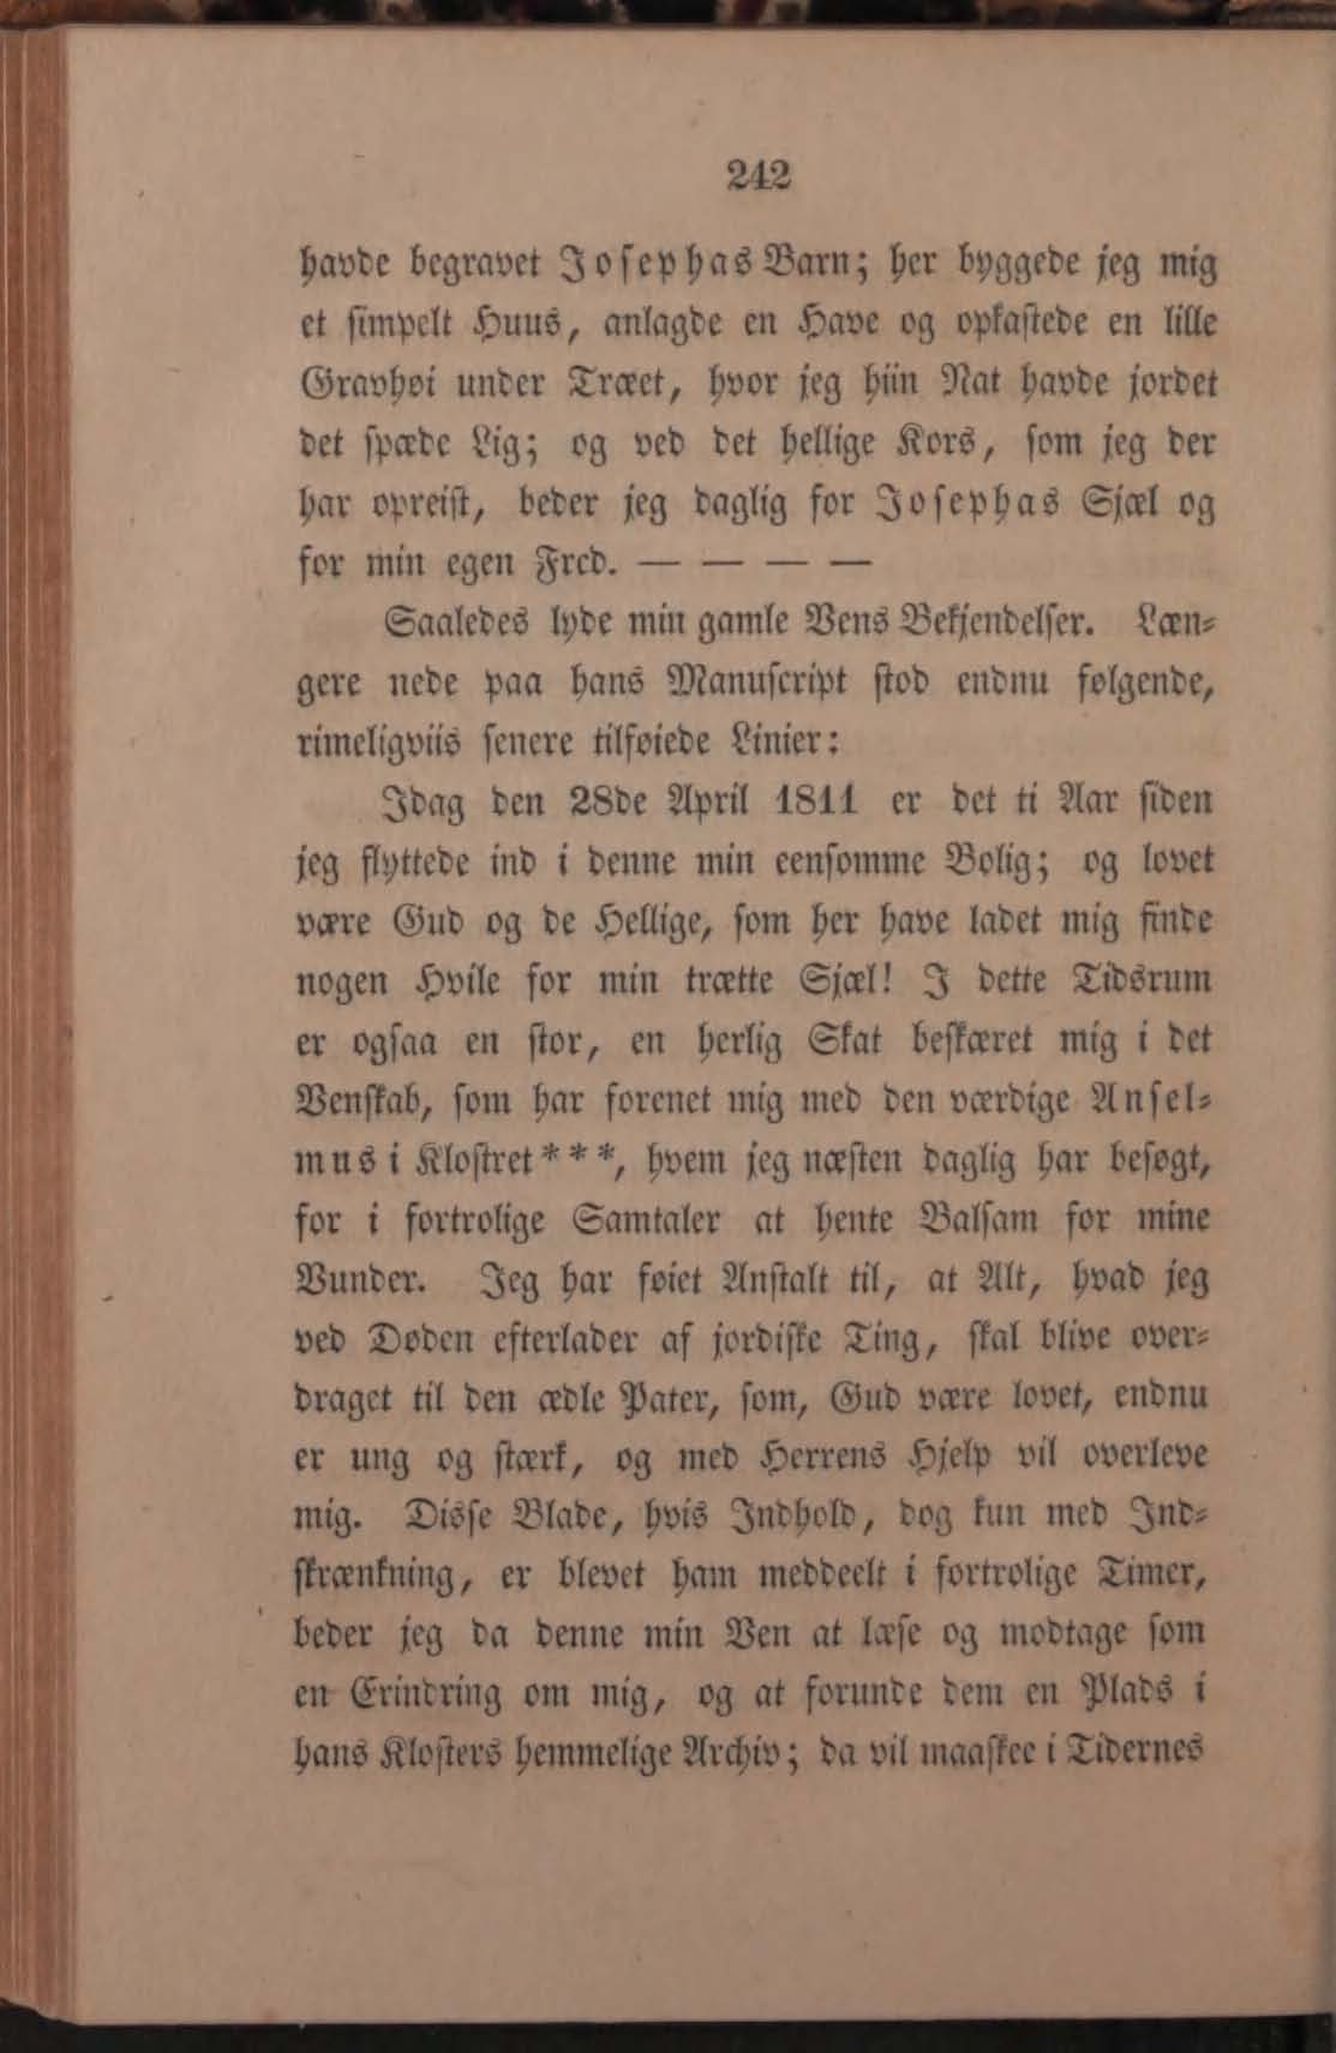 242
havde begravet Josephas Barn; her byggede jeg mig
et simpelt Huus, anlagde en Have og opkastede en lille
Gravhøi under Træet, hvor jeg hiin Nat havde jordet
det spæde Lig; og ved det hellige Kors, som jeg der
har opreist, beder jeg daglig for Josephas Sjæl og
for min egen Fred. — — — —
Saaledes lyde min gamle Vens Bekjendelser. Læn-
gere nede paa hans Manuscript stod endnu følgende,
rimeligviis senere tilføiede Linier:
Idag den 28de April 1811 er det ti Aar siden
jeg flyttede ind i denne min eensomme Bolig; og lovet
være Gud og de Hellige, som her have ladet mig finde
nogen Hvile for min trætte Sjæl! I dette Tidsrum
er ogsaa en stor, en herlig Skat beskæret mig i det
Venskab, som har forenet mig med den værdige Ansel-
mus i Klostret * * *, hvem jeg næsten daglig har besøgt,
for i fortrolige Samtaler at hente Balsam for mine
Vunder. Jeg har føiet Anstalt til, at Alt, hvad jeg
ved Døden efterlader af jordiske Ting, skal blive over-
draget til den ædle Pater, som, Gud være lovet, endnu
er ung og stærk, og med Herrens Hjelp vil overleve
mig. Disse Blade, hvis Indhold, dog kun med Ind-
skrænkning, er blevet ham meddeelt i fortrolige Timer,
beder jeg da denne min Ven at læse og modtage som
en Erindring om mig, og at forunde dem en Plads i
hans Klosters hemmelige Archiv; da vil maaskee i Tidernes